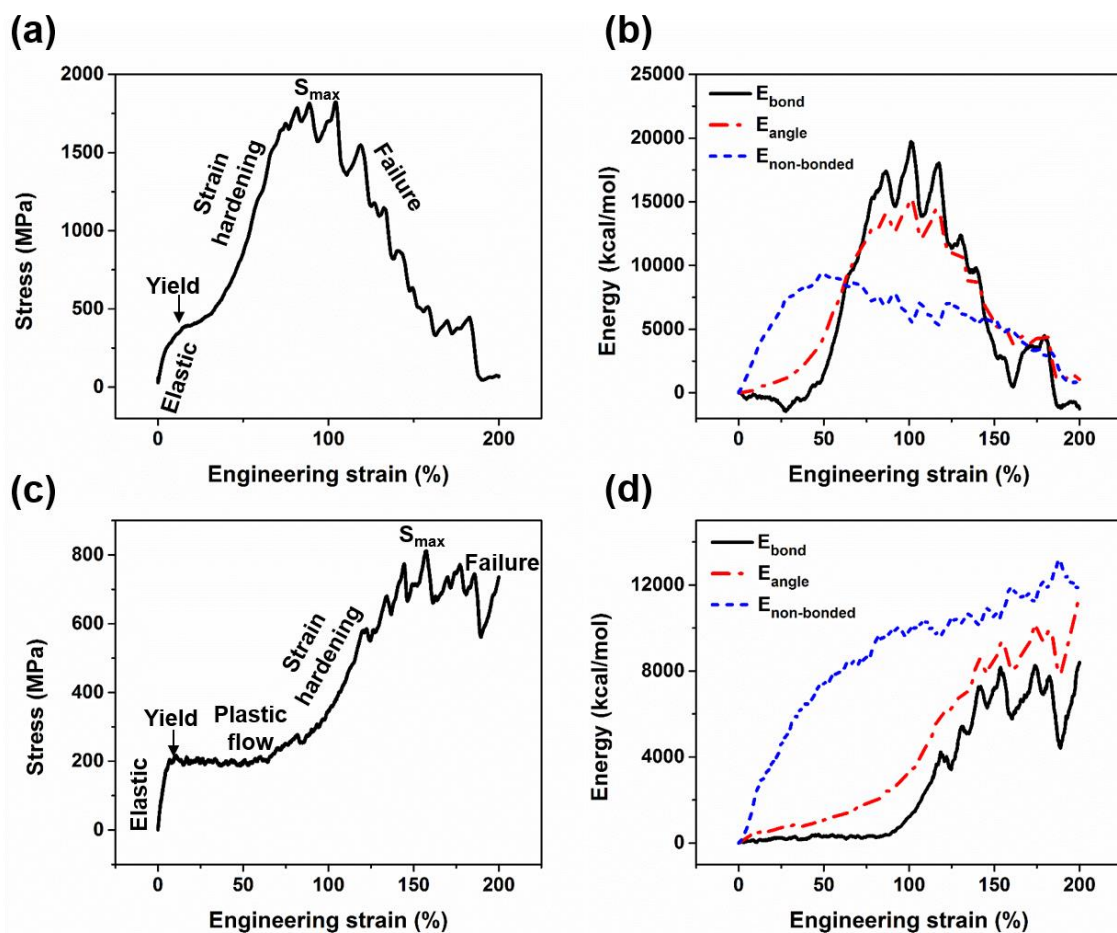 (a)
2000
1500
1000
500
0
Stress (MPa)
Elastic
Yield
Strain
hardening
Smax
Failure
0
50
100
150
200
Engineering strain (%)
(b)
25000
20000
15000
10000
5000
0
Energy (kcal/mol)
Ebond
Eangle
Enon-bonded
0
50
100
150
200
Engineering strain (%)
(c)
800
600
400
200
0
Stress (MPa)
Elastic
Yield
Plastic
flow
Strain
hardening
Smax
Failure
0
50
100
150
200
Engineering strain (%)
(d)
12000
8000
4000
0
Energy (kcal/mol)
Ebond
Eangle
Enon-bonded
0
50
100
150
200
Engineering strain (%)